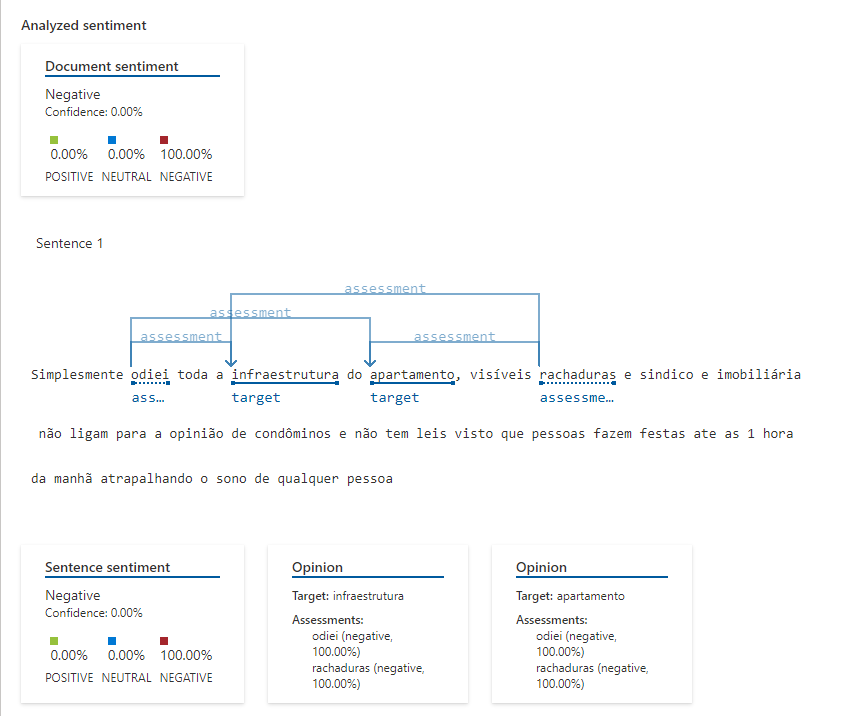 Analyzed sentiment
Document sentiment
Negative
Confidence: 0.00%
0.00% 0.00% 100.00%
POSITIVE NEUTRAL NEGATIVE
Sentence 1
assessment
assessment
assessment assessment
Simplesmente odiei toda a infraestrutura do apartamento, visíveis rachaduras e sindico e imobiliária
ass... target target assessme...
não ligam para a opinião de condôminos e não tem leis visto que pessoas fazem festas ate as 1 hora
da manhã atrapalhando o sono de qualquer pessoa
Sentence sentiment
Negative
Confidence: 0.00%
0.00% 0.00% 100.00%
POSITIVE NEUTRAL NEGATIVE
Opinion
Target: infraestrutura
Assessments:
odiei (negative,
100.00%)
rachaduras (negative,
100.00%)
Opinion
Target: apartamento
Assessments:
odiei (negative,
100.00%)
rachaduras (negative,
100.00%)